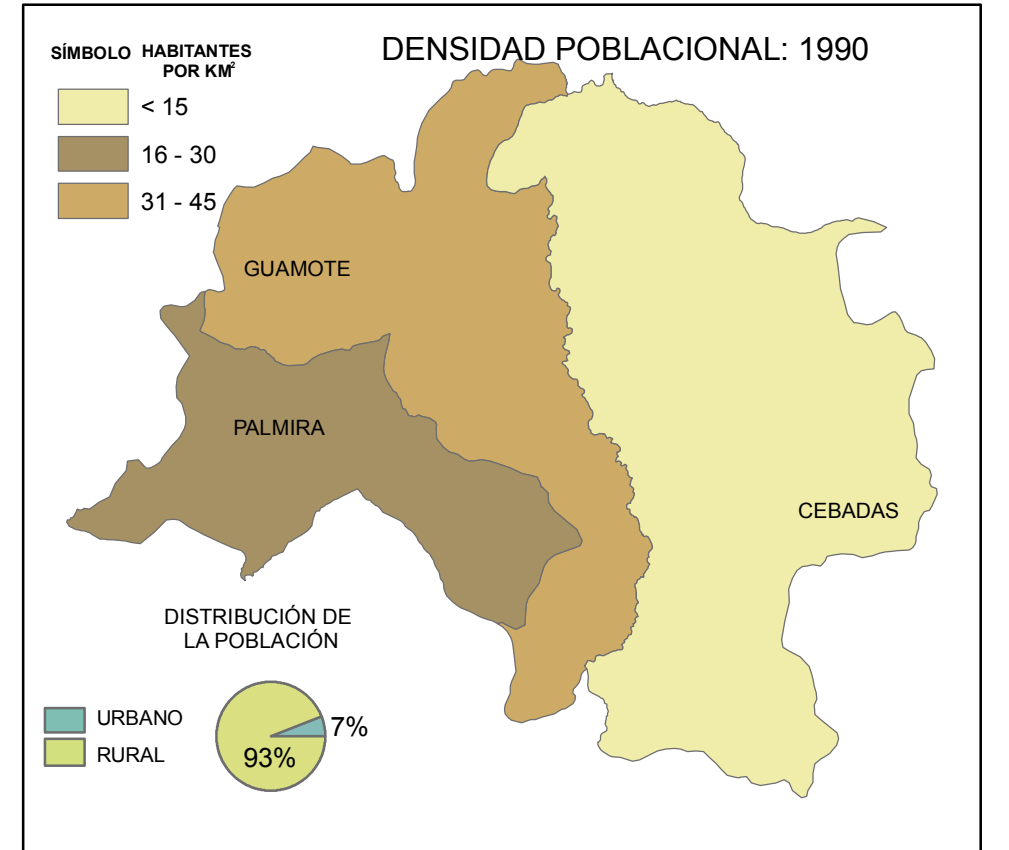 DENSIDAD POBLACIONAL: 1990
SÍMBOLO HABITANTES
POR KM²
< 15
16 - 30
31 - 45
GUAMOTE
PALMIRA
CEBADAS
DISTRIBUCIÓN DE
LA POBLACIÓN
URBANO
RURAL
7%
93%